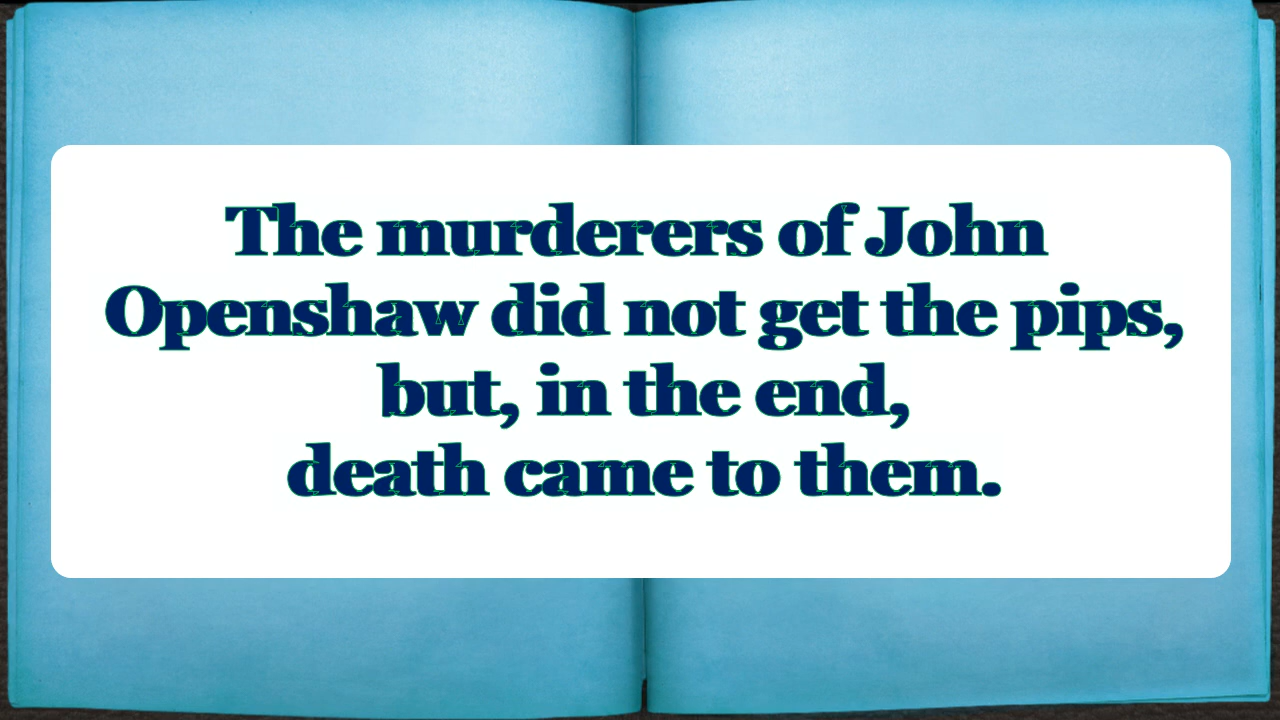 The murderers of John
Openshaw did not get the pips,
but, in the end,
death came to them.